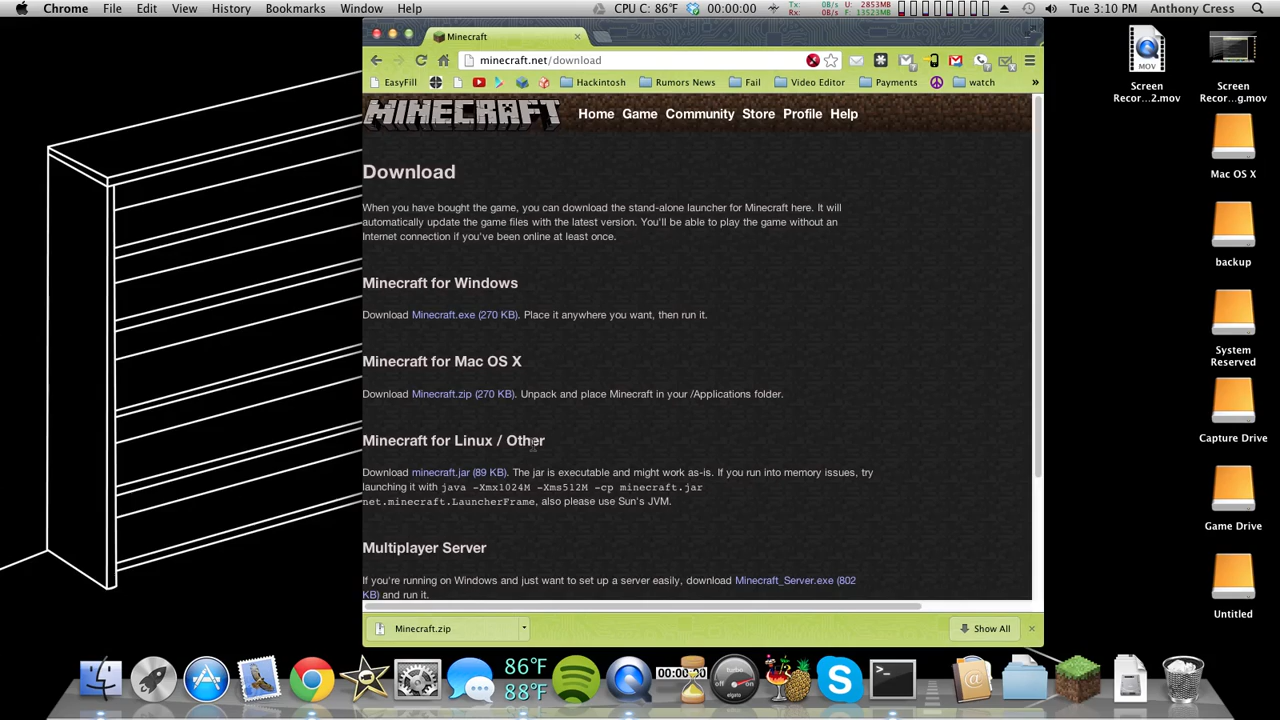 Chrome File Edit View History Bookmarks Window Help CPU C: 86°F 00:00:00 Tx: 0B/s Rx: 0B/s U: 2853MB F: 13523MB Tue 3:10 PM Anthony Cress
Minecraft
minecraft.net/download
EasyFill Hackintosh Rumors News Fail Video Editor Payments watch »
MINECRAFT Home Game Community Store Profile Help
Download
When you have bought the game, you can download the stand-alone launcher for Minecraft here. It will
automatically update the game files with the latest version. You'll be able to play the game without an
Internet connection if you've been online at least once.
Minecraft for Windows
Download Minecraft.exe (270 KB). Place it anywhere you want, then run it.
Minecraft for Mac OS X
Download Minecraft.zip (270 KB). Unpack and place Minecraft in your /Applications folder.
Minecraft for Linux / Other
Download minecraft.jar (89 KB). The jar is executable and might work as-is. If you run into memory issues, try
launching it with java -Xmx1024M -Xms512M -cp minecraft.jar
net.minecraft.LauncherFrame, also please use Sun's JVM.
Multiplayer Server
If you're running on Windows and just want to set up a server easily, download Minecraft_Server.exe (802
KB) and run it.
Minecraft.zip
Show All
MOV
Screen
Recor...2.mov
Screen
Recor...g.mov
Mac OS X
backup
System
Reserved
Capture Drive
Game Drive
Untitled
86°F
88°F
turbo
elgato